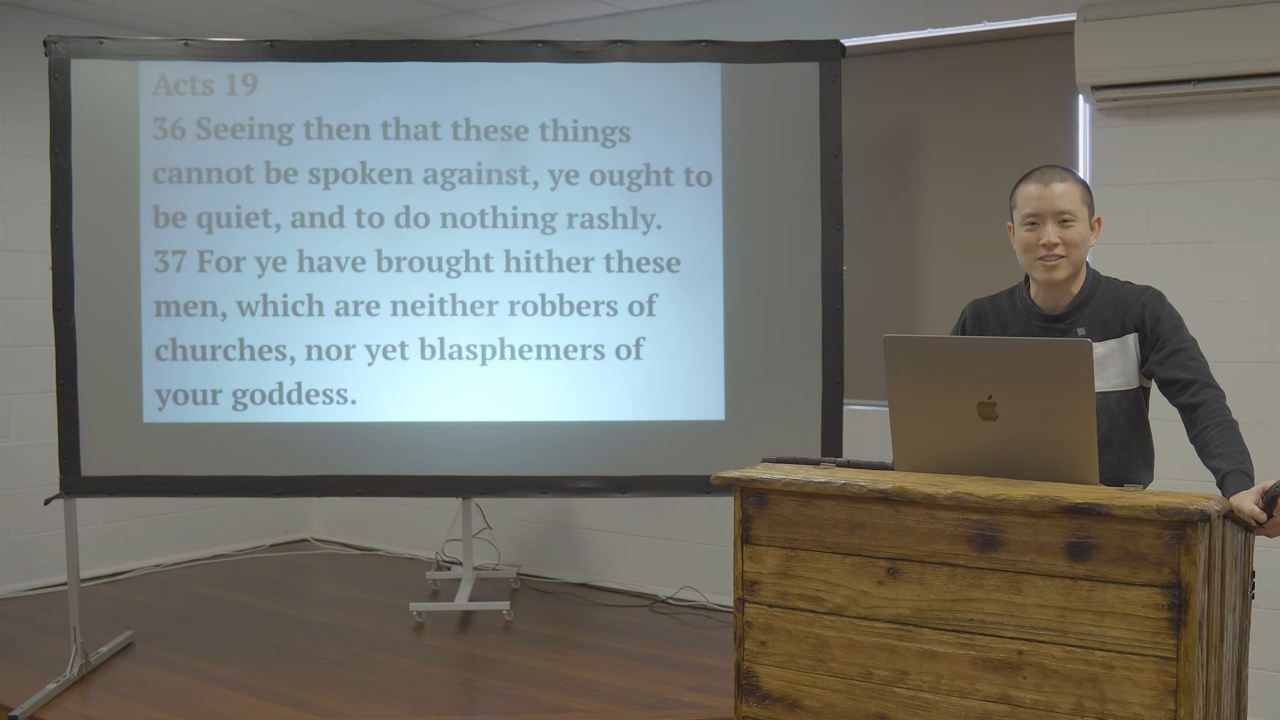 Acts 19
36 Seeing then that these things
cannot be spoken against, ye ought to
be quiet, and to do nothing rashly.
37 For ye have brought hither these
men, which are neither robbers of
churches, nor yet blasphemers of
your goddess.